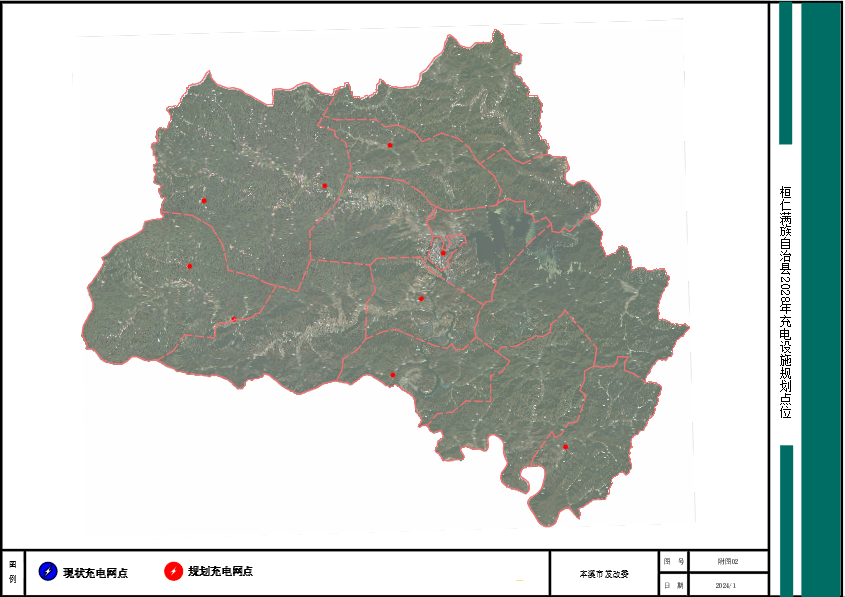 桓仁满族自治县2028年充电设施规划点位
图例
现状充电网点
规划充电网点
本溪市发改委
图 号
附图02
日 期
2024/1